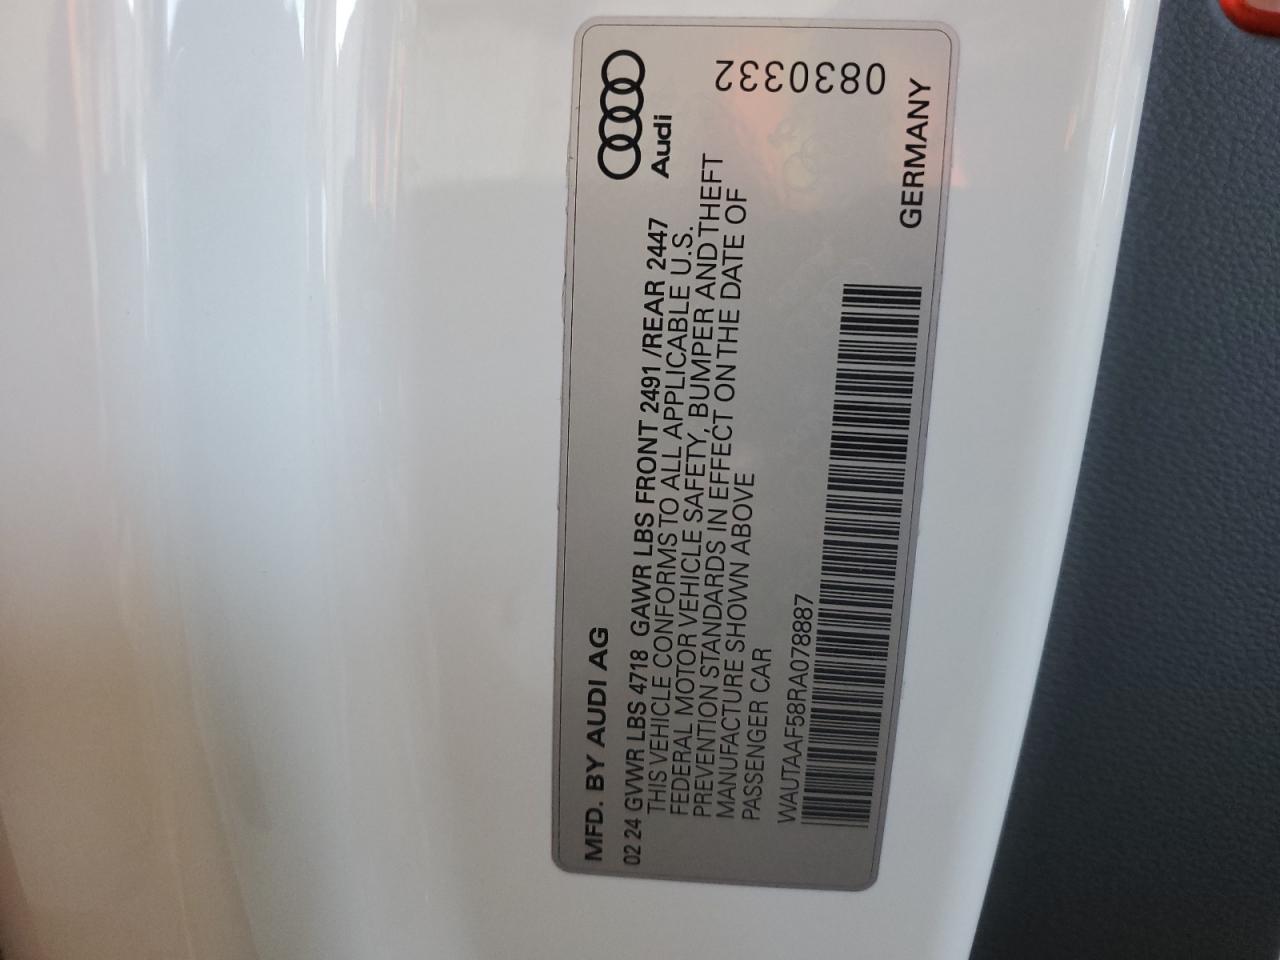 MFD. BY AUDI AG
Audi
02 24 GVWR LBS 4718 GAWR LBS FRONT 2491 /REAR 2447
THIS VEHICLE CONFORMS TO ALL APPLICABLE U.S.
FEDERAL MOTOR VEHICLE SAFETY, BUMPER AND THEFT
PREVENTION STANDARDS IN EFFECT ON THE DATE OF
MANUFACTURE SHOWN ABOVE
PASSENGER CAR
0830332
WAUTAAF58RA078887
GERMANY